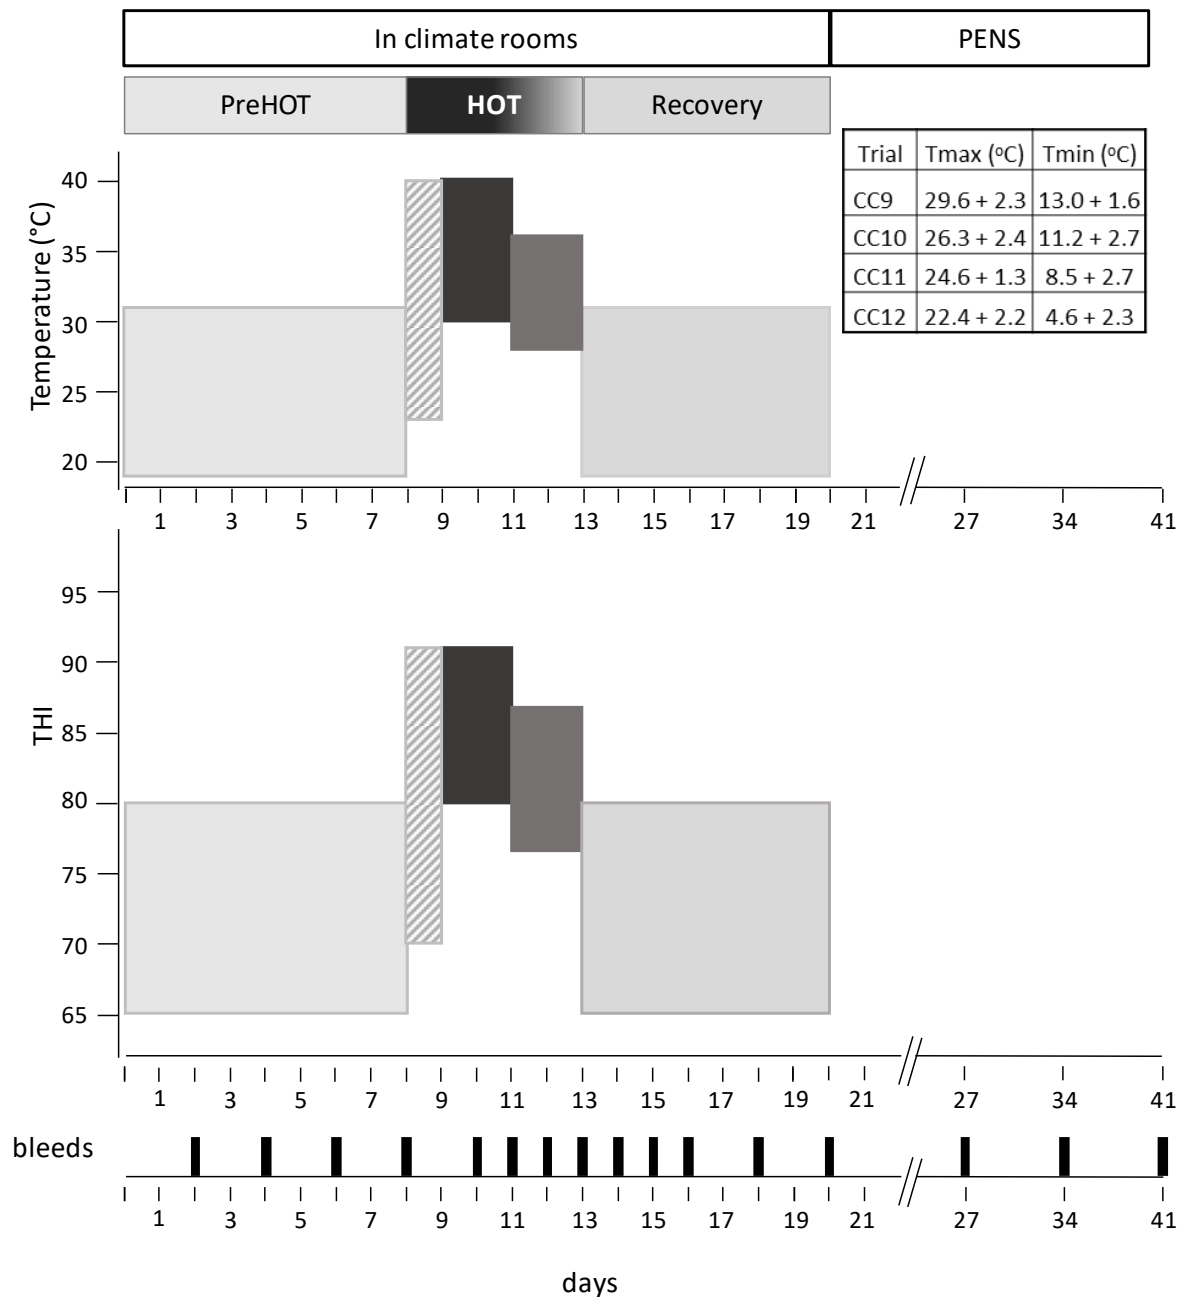 In climate rooms PENS
PreHOT HOT Recovery
Trial Tmax (ºC) Tmin (ºC)
CC9 29.6 + 2.3 13.0 + 1.6
CC10 26.3 + 2.4 11.2 + 2.7
CC11 24.6 + 1.3 8.5 + 2.7
CC12 22.4 + 2.2 4.6 + 2.3
Temperature (°C)
40
35
30
25
20
1 3 5 7 9 11 13 15 17 19 21 27 34 41
THI
95
90
85
80
75
70
65
1 3 5 7 9 11 13 15 17 19 21 27 34 41
bleeds
1 3 5 7 9 11 13 15 17 19 21 27 34 41
days